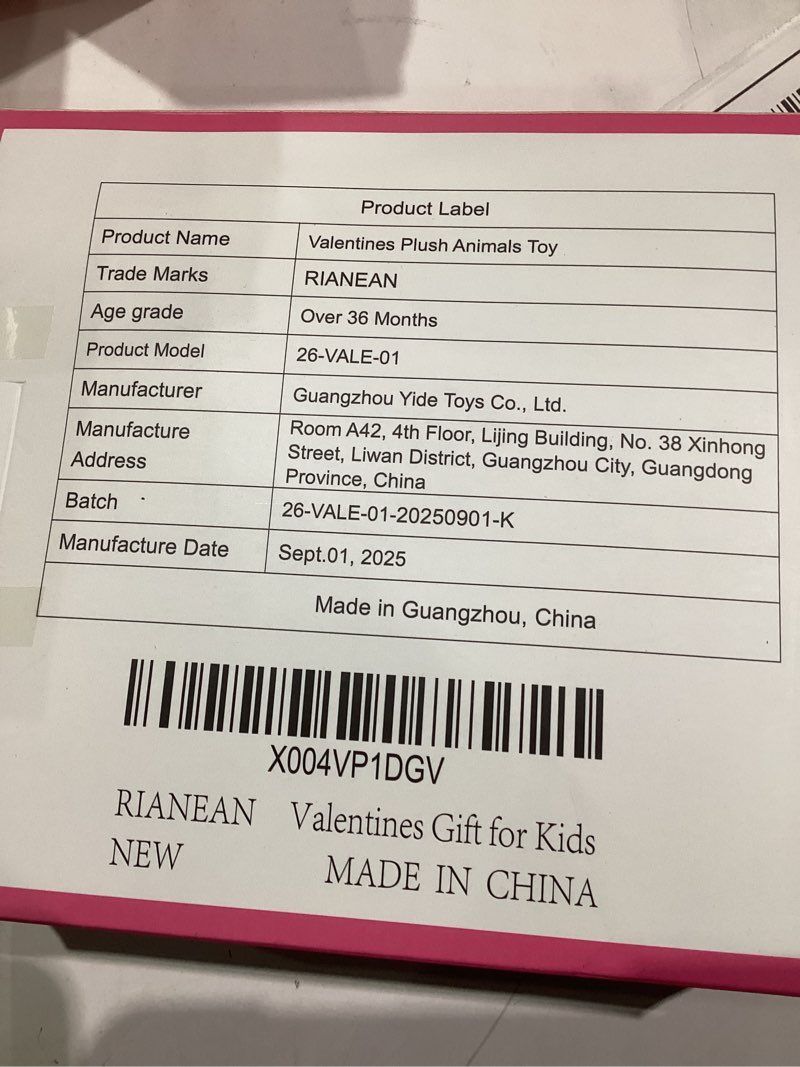 Product Label
Product Name Valentines Plush Animals Toy
Trade Marks RIANEAN
Age grade Over 36 Months
Product Model 26-VALE-01
Manufacturer Guangzhou Yide Toys Co., Ltd.
Manufacture Address Room A42, 4th Floor, Lijing Building, No. 38 Xinhong
Street, Liwan District, Guangzhou City, Guangdong
Province, China
Batch 26-VALE-01-20250901-K
Manufacture Date Sept.01, 2025
Made in Guangzhou, China
X004VP1DGV
RIANEAN Valentines Gift for Kids
NEW MADE IN CHINA